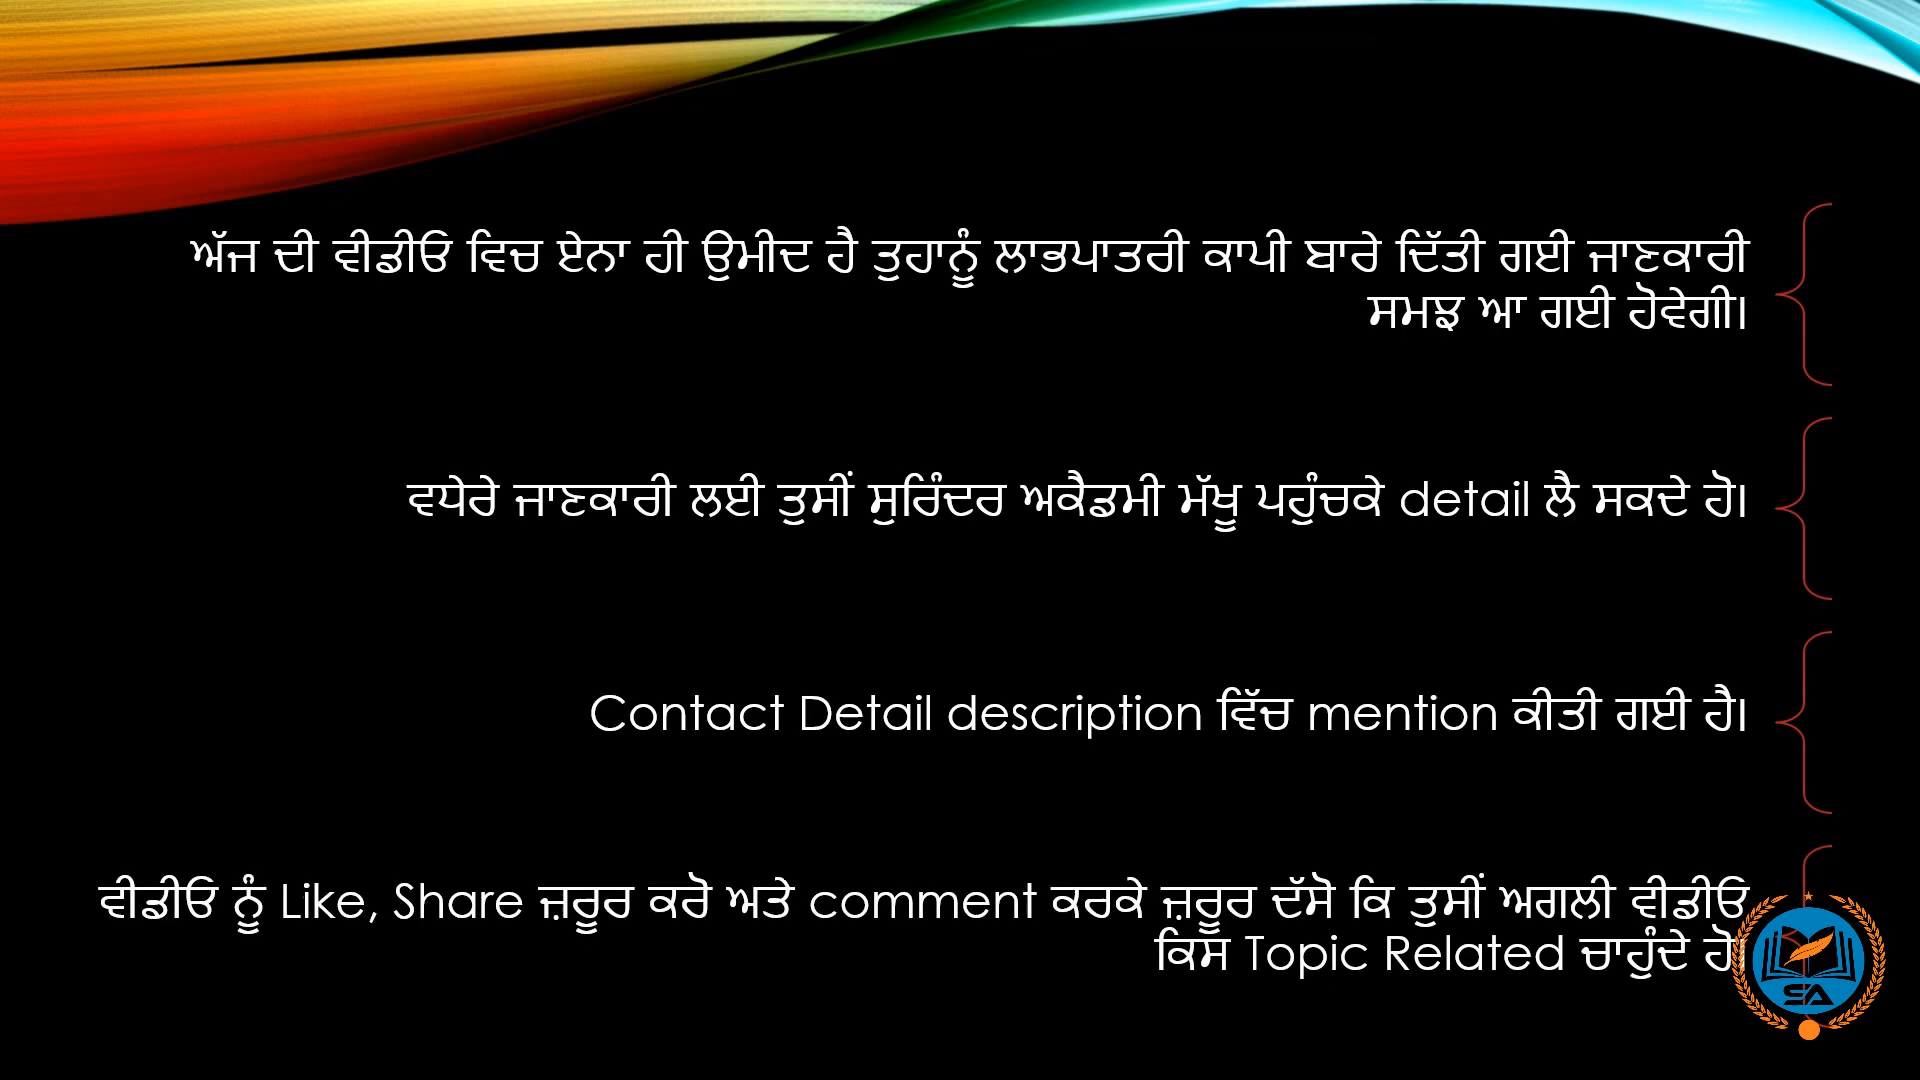 ਅੱਜ ਦੀ ਵੀਡੀਓ ਵਿਚ ਏਨਾ ਹੀ ਉਮੀਦ ਹੈ ਤੁਹਾਨੂੰ ਲਾਭਪਾਤਰੀ ਕਾਪੀ ਬਾਰੇ ਦਿੱਤੀ ਗਈ ਜਾਣਕਾਰੀ
ਸਮਝ ਆ ਗਈ ਹੋਵੇਗੀ।
ਵਧੇਰੇ ਜਾਣਕਾਰੀ ਲਈ ਤੁਸੀਂ ਸੁਰਿੰਦਰ ਅਕੈਡਮੀ ਮੱਖੂ ਪਹੁੰਚਕੇ detail ਲੈ ਸਕਦੇ ਹੋ।
Contact Detail description ਵਿੱਚ mention ਕੀਤੀ ਗਈ ਹੈ।
ਵੀਡੀਓ ਨੂੰ Like, Share ਜ਼ਰੂਰ ਕਰੋ ਅਤੇ comment ਕਰਕੇ ਜ਼ਰੂਰ ਦੱਸੋ ਕਿ ਤੁਸੀਂ ਅਗਲੀ ਵੀਡੀਓ
ਕਿਸ Topic Related ਚਾਹੁੰਦੇ ਹੋ।
SA